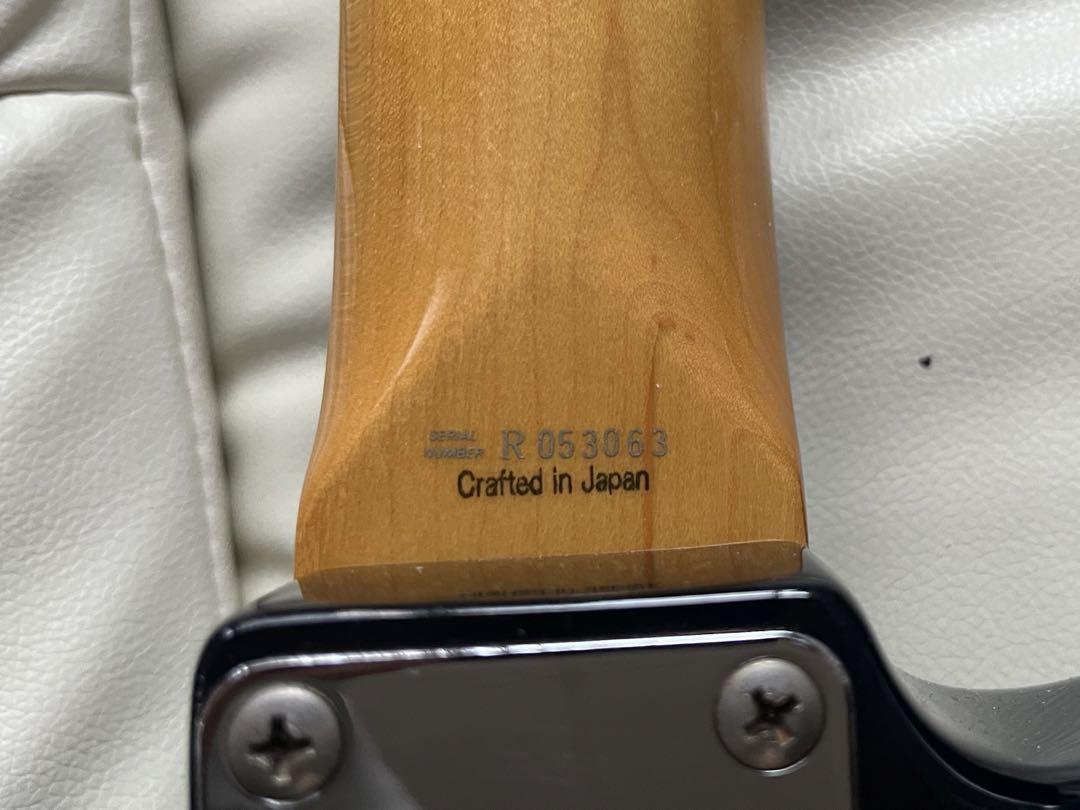 SERIAL
NUMBER R 053063
Crafted in Japan